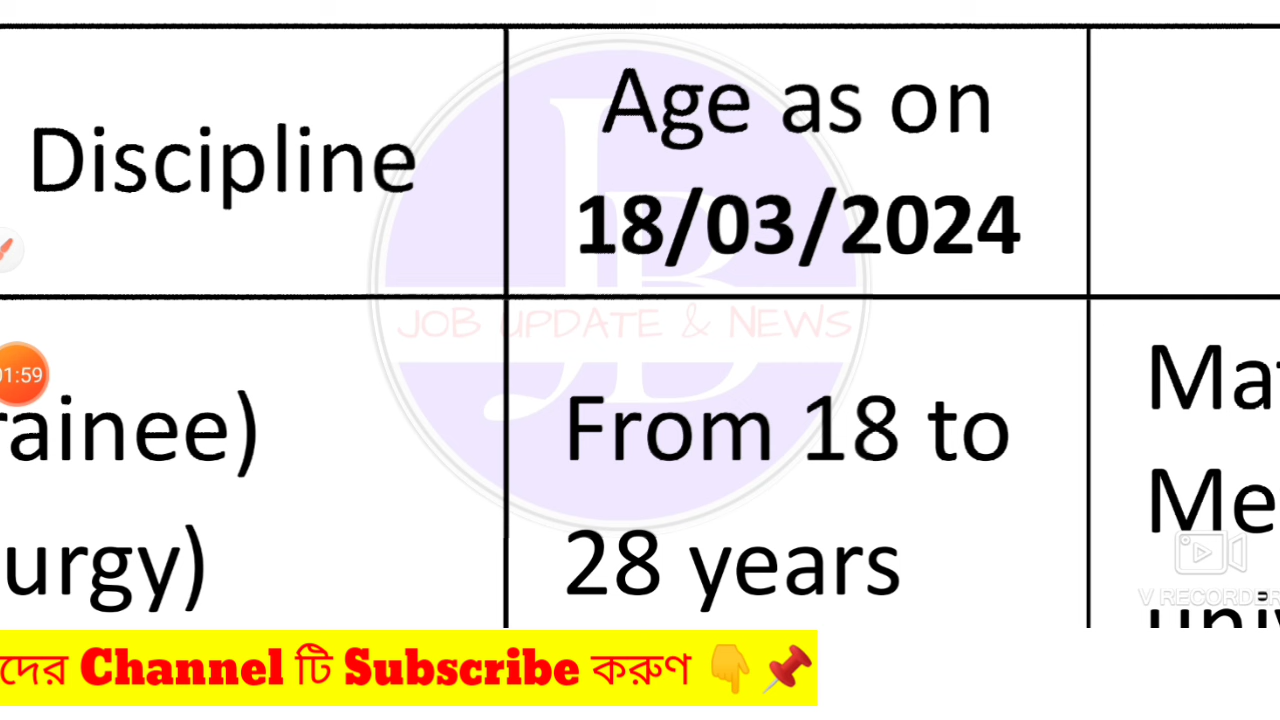 Discipline
Age as on
18/03/2024
JOB UPDATE & NEWS
01:59
rainee)
urgy)
From 18 to
28 years
Mat
Me
V RECORDER
দের Channel টি Subscribe করুণ 👇📌